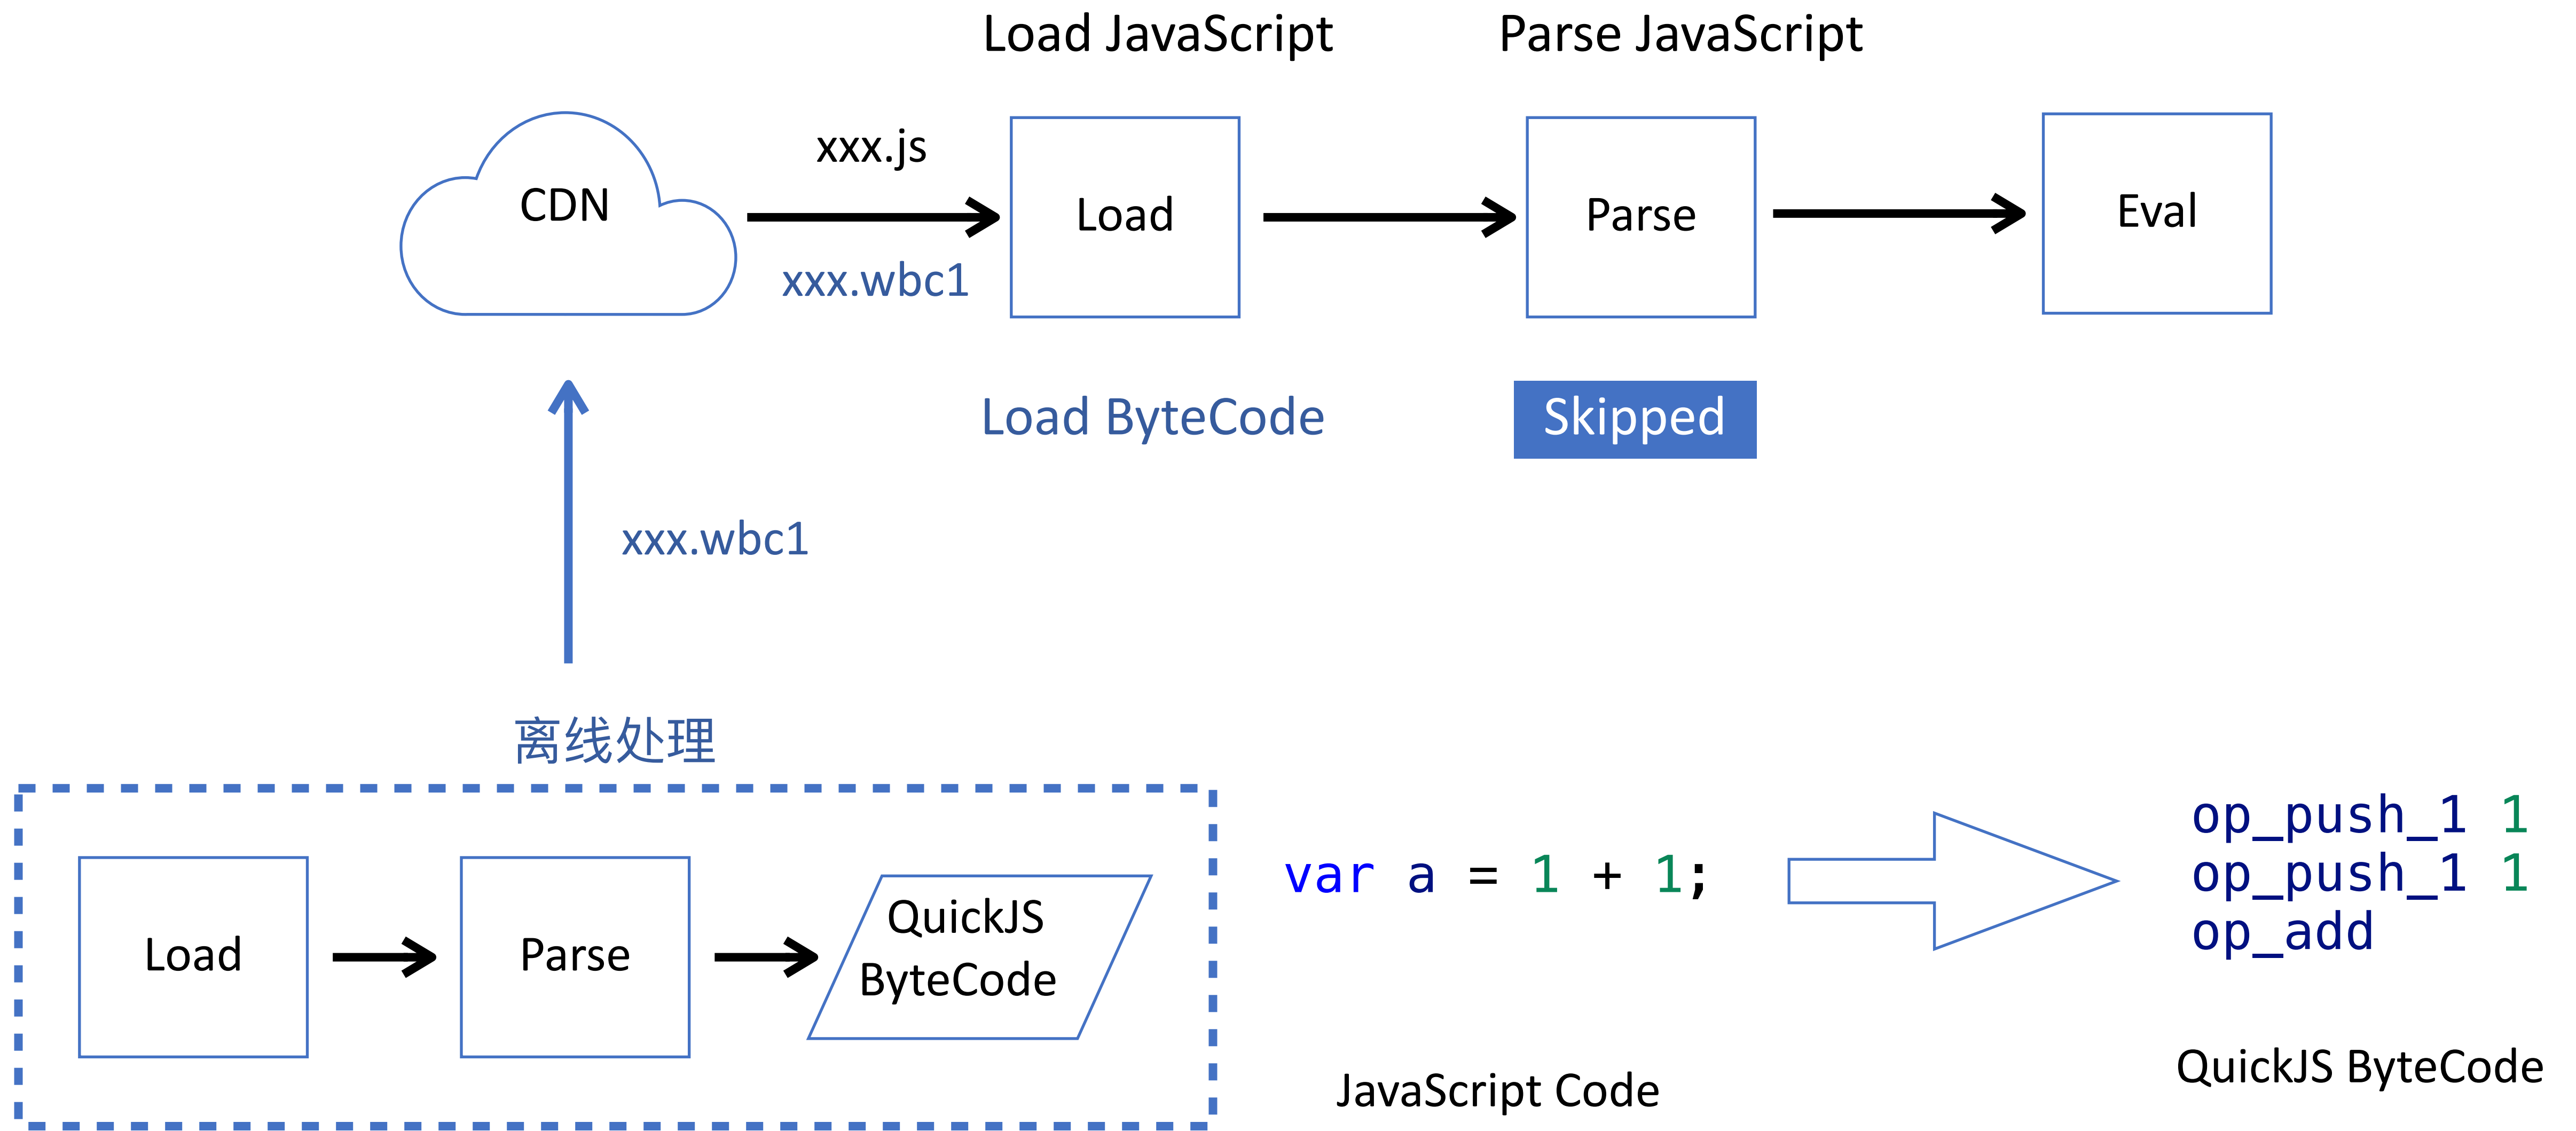 Load JavaScript
Parse JavaScript
CDN
xxx.js
xxx.wbc1
Load
Parse
Eval
Load ByteCode
Skipped
xxx.wbc1
离线处理
Load
Parse
QuickJS
ByteCode
var a = 1 + 1;
JavaScript Code
op_push_1 1
op_push_1 1
op_add
QuickJS ByteCode